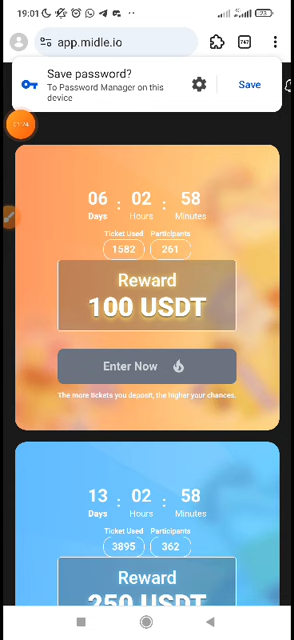 19:01
72
app.midle.io
747
Save password?
To Password Manager on this
device
Save
06 : 02 : 58
Days Hours Minutes
Ticket Used Participants
1582 261
Reward
100 USDT
Enter Now
The more tickets you deposit, the higher your chances.
13 : 02 : 58
Days Hours Minutes
Ticket Used Participants
3895 362
Reward
250 USDT